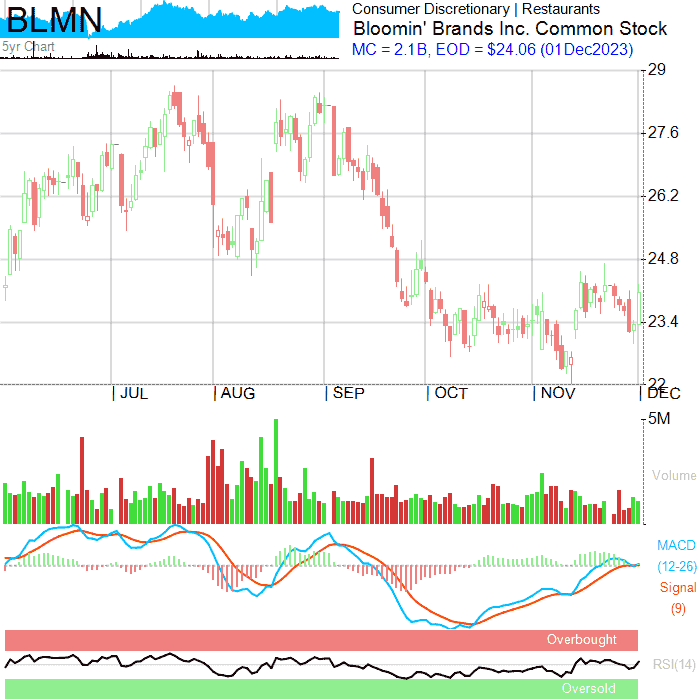 BLMN
5yr Chart
Consumer Discretionary | Restaurants
Bloomin' Brands Inc. Common Stock
MC = 2.1B, EOD = $24.06 (01Dec2023)
29
27.6
26.2
24.8
23.4
22
| JUL | AUG | SEP | OCT | NOV | DEC
5M
Volume
MACD
(12-26)
Signal
(9)
Overbought
RSI(14)
Oversold